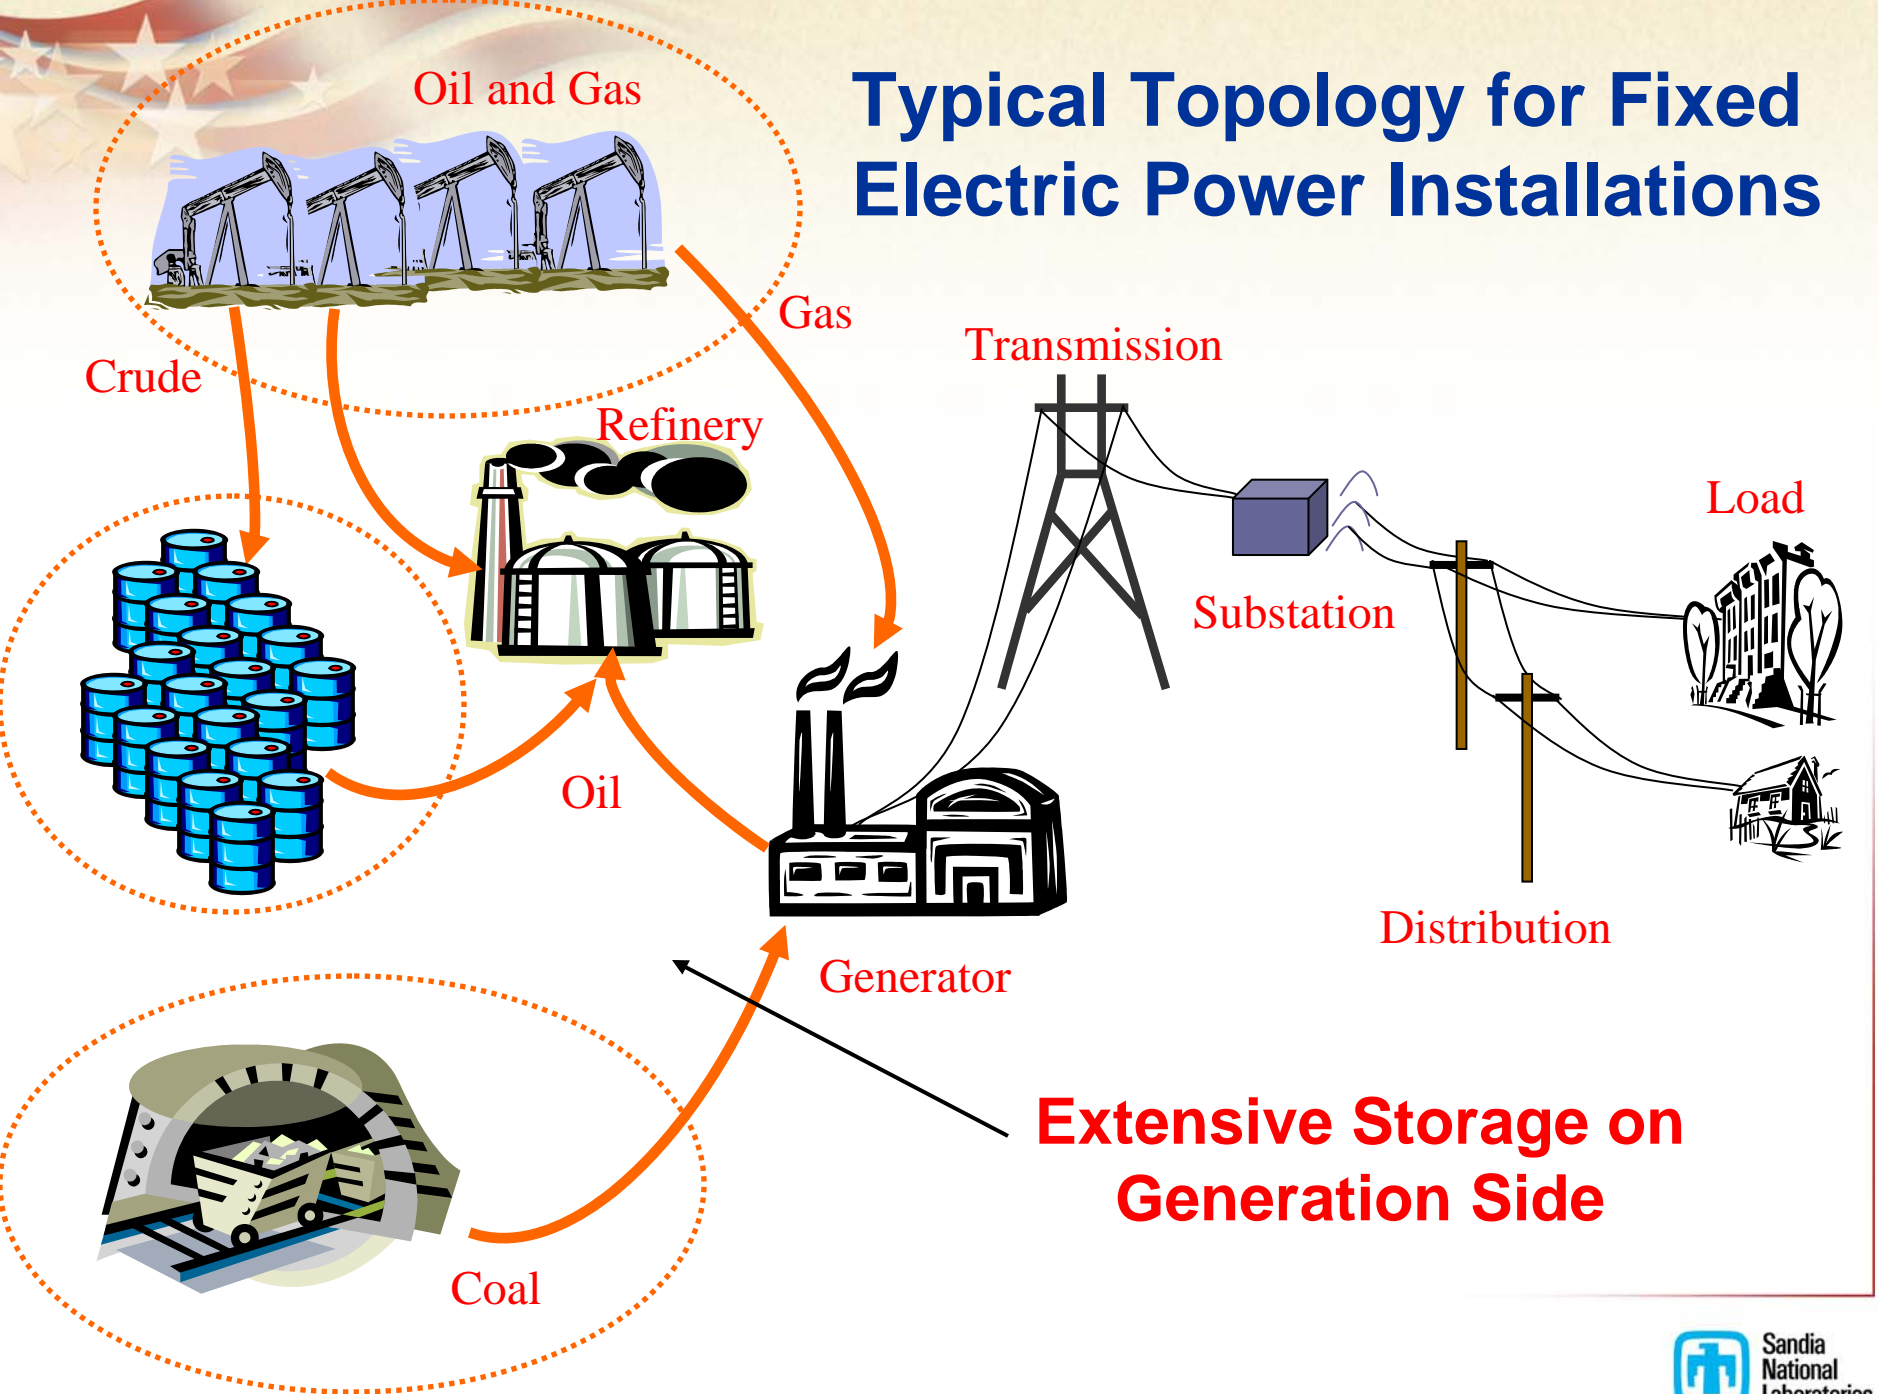 Typical Topology for Fixed
Electric Power Installations
Oil and Gas
Gas
Crude
Transmission
Refinery
Load
Substation
Oil
Distribution
Generator
Extensive Storage on
Generation Side
Coal
Sandia
National
Laboratories